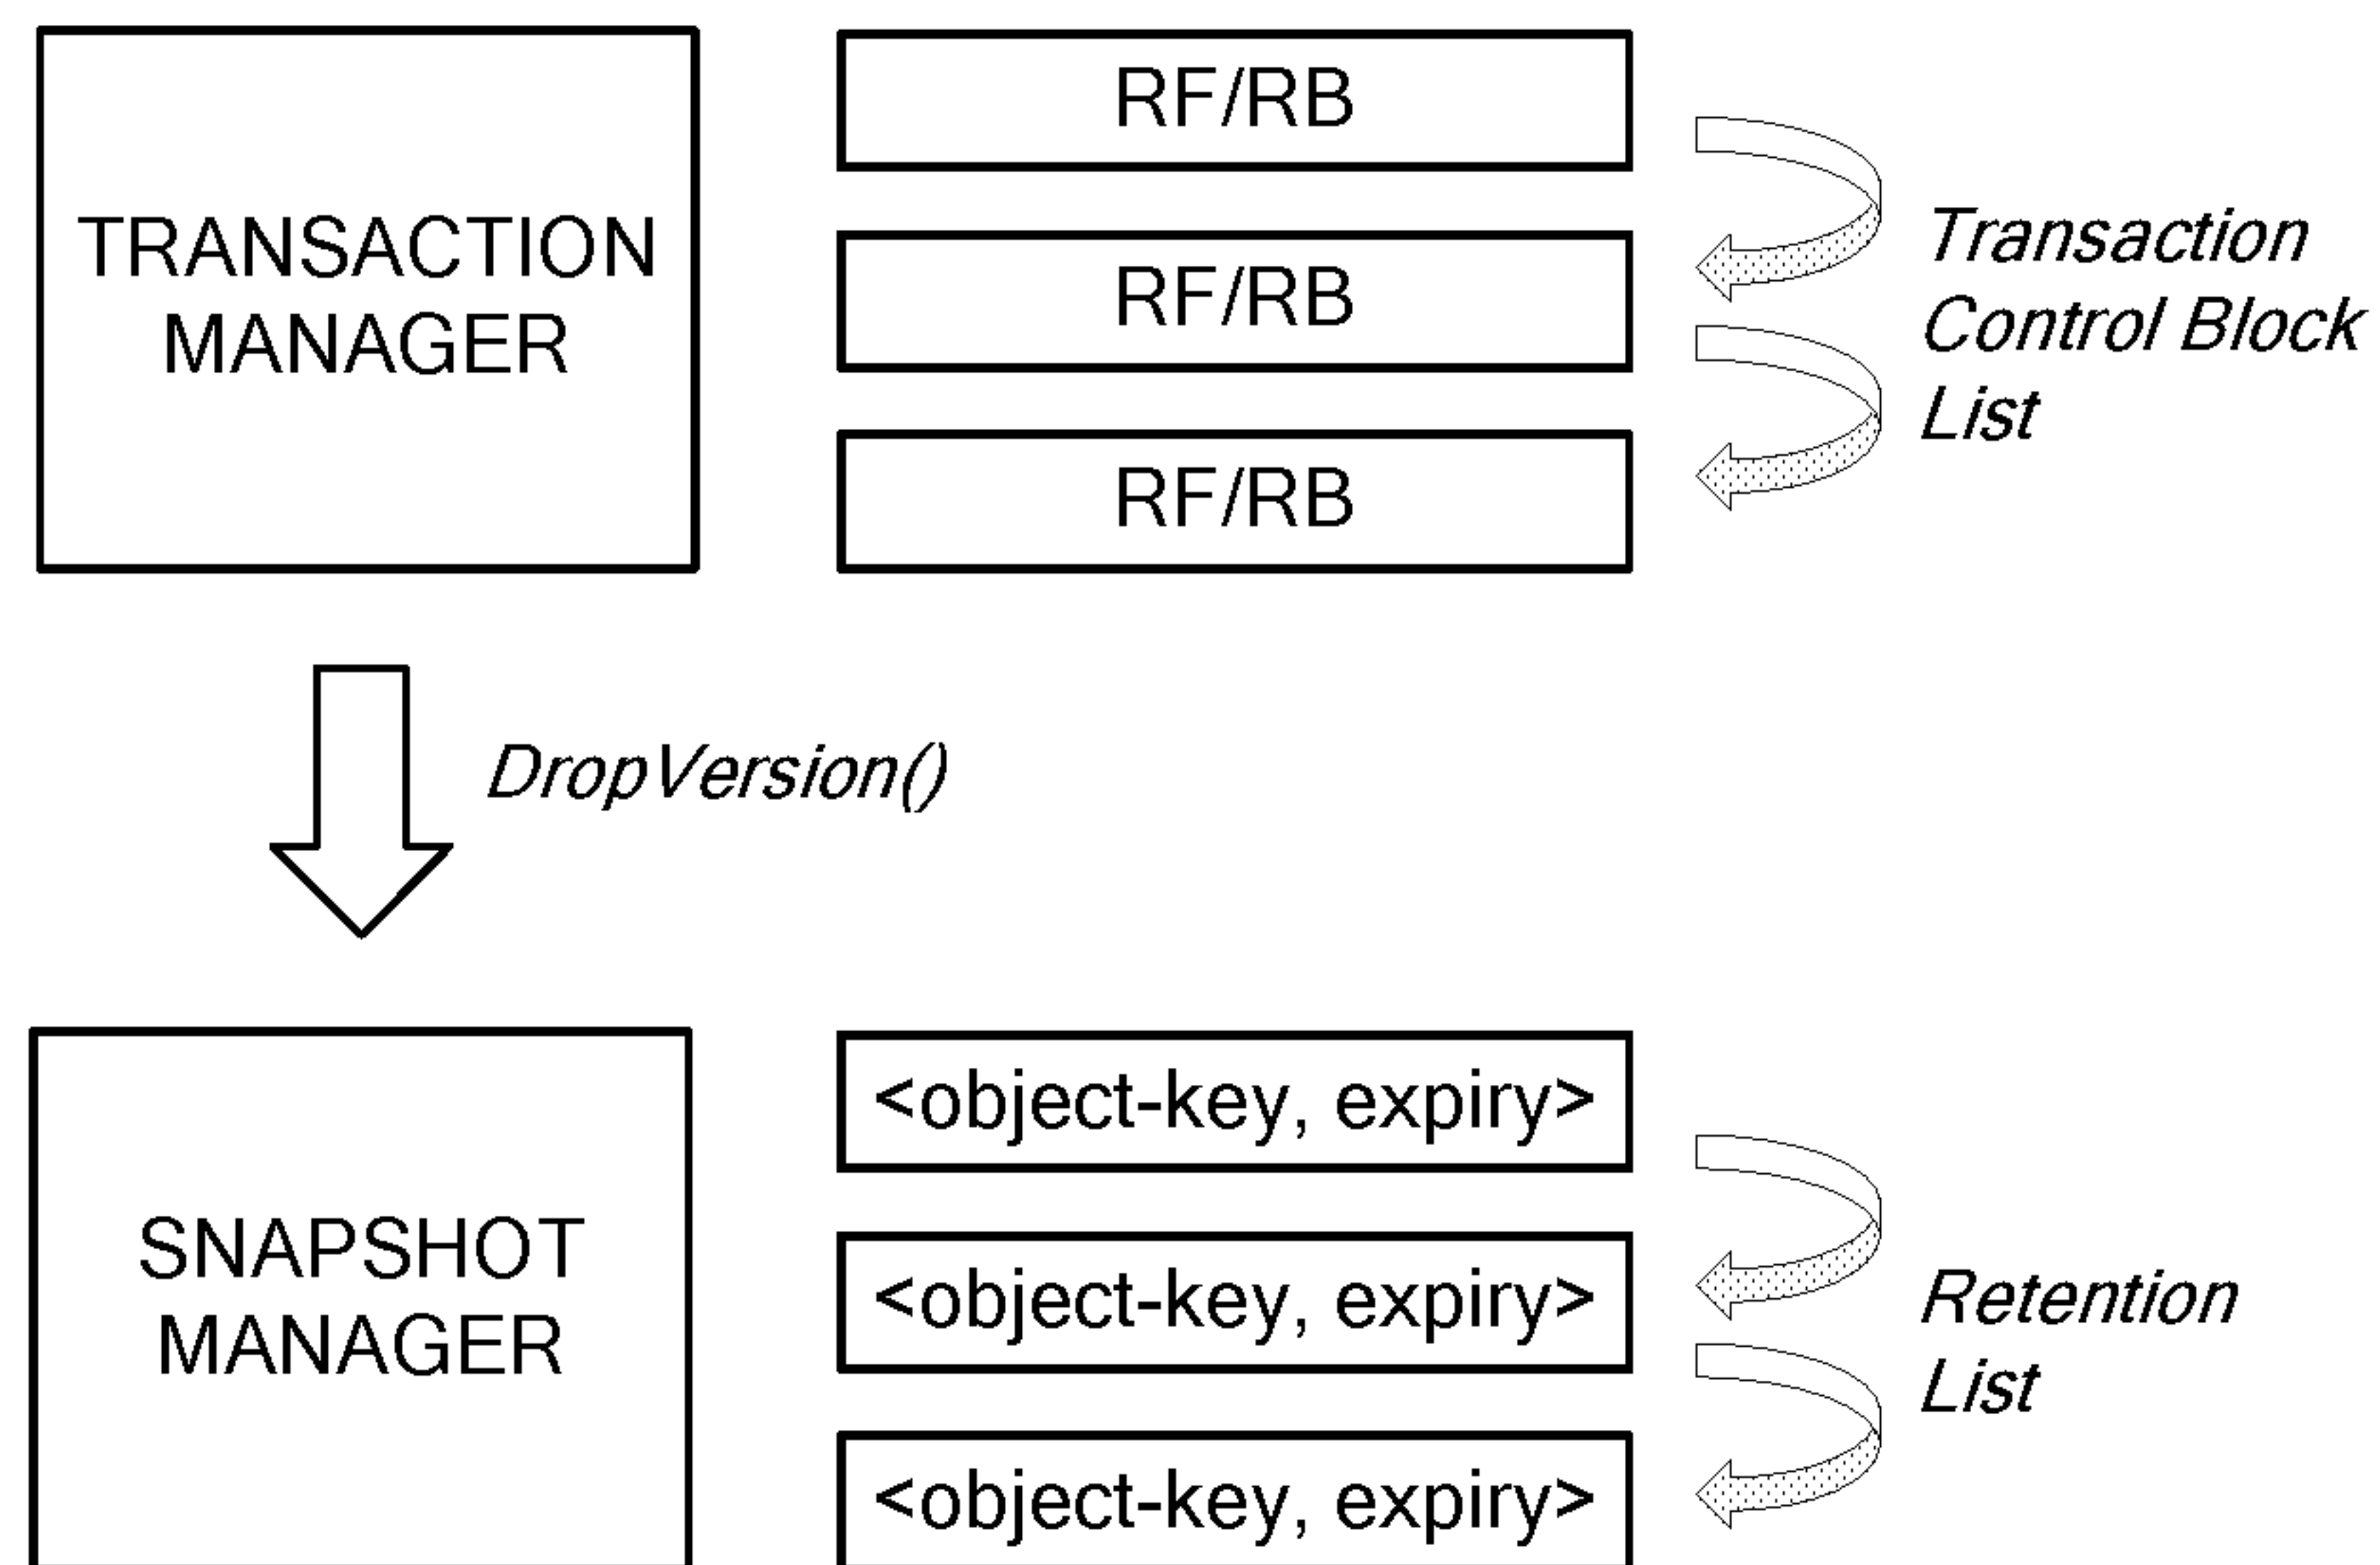 TRANSACTION
MANAGER
RF/RB
RF/RB
RF/RB
Transaction
Control Block
List
DropVersion()
SNAPSHOT
MANAGER
<object-key, expiry>
<object-key, expiry>
<object-key, expiry>
Retention
List